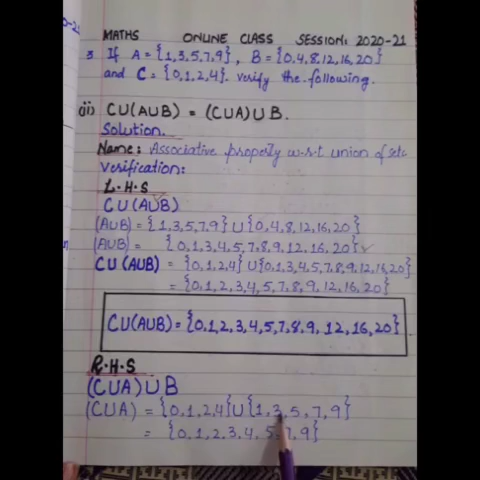 MATHS ONLINE CLASS SESSION: 2020-21
3 If A = {1,3,5,7,9}, B = {0,4,8,12,16,20}
and C = {0,1,2,4}. verify the following.
(ii) CU(AUB) = (CUA)UB.
Solution.
Name: Associative property w.r.t union of sets
Verification:
L.H.S
CU(AUB)
(AUB) = {1,3,5,7,9} U {0,4,8,12,16,20}
(AUB) = {0,1,3,4,5,7,8,9,12,16,20}
CU(AUB) = {0,1,2,4} U {0,1,3,4,5,7,8,9,12,16,20}
= {0,1,2,3,4,5,7,8,9,12,16,20}
CU(AUB) = {0,1,2,3,4,5,7,8,9,12,16,20}
R.H.S
(CUA)UB
(CUA) = {0,1,2,4} U {1,3,5,7,9}
= {0,1,2,3,4,5,7,9}